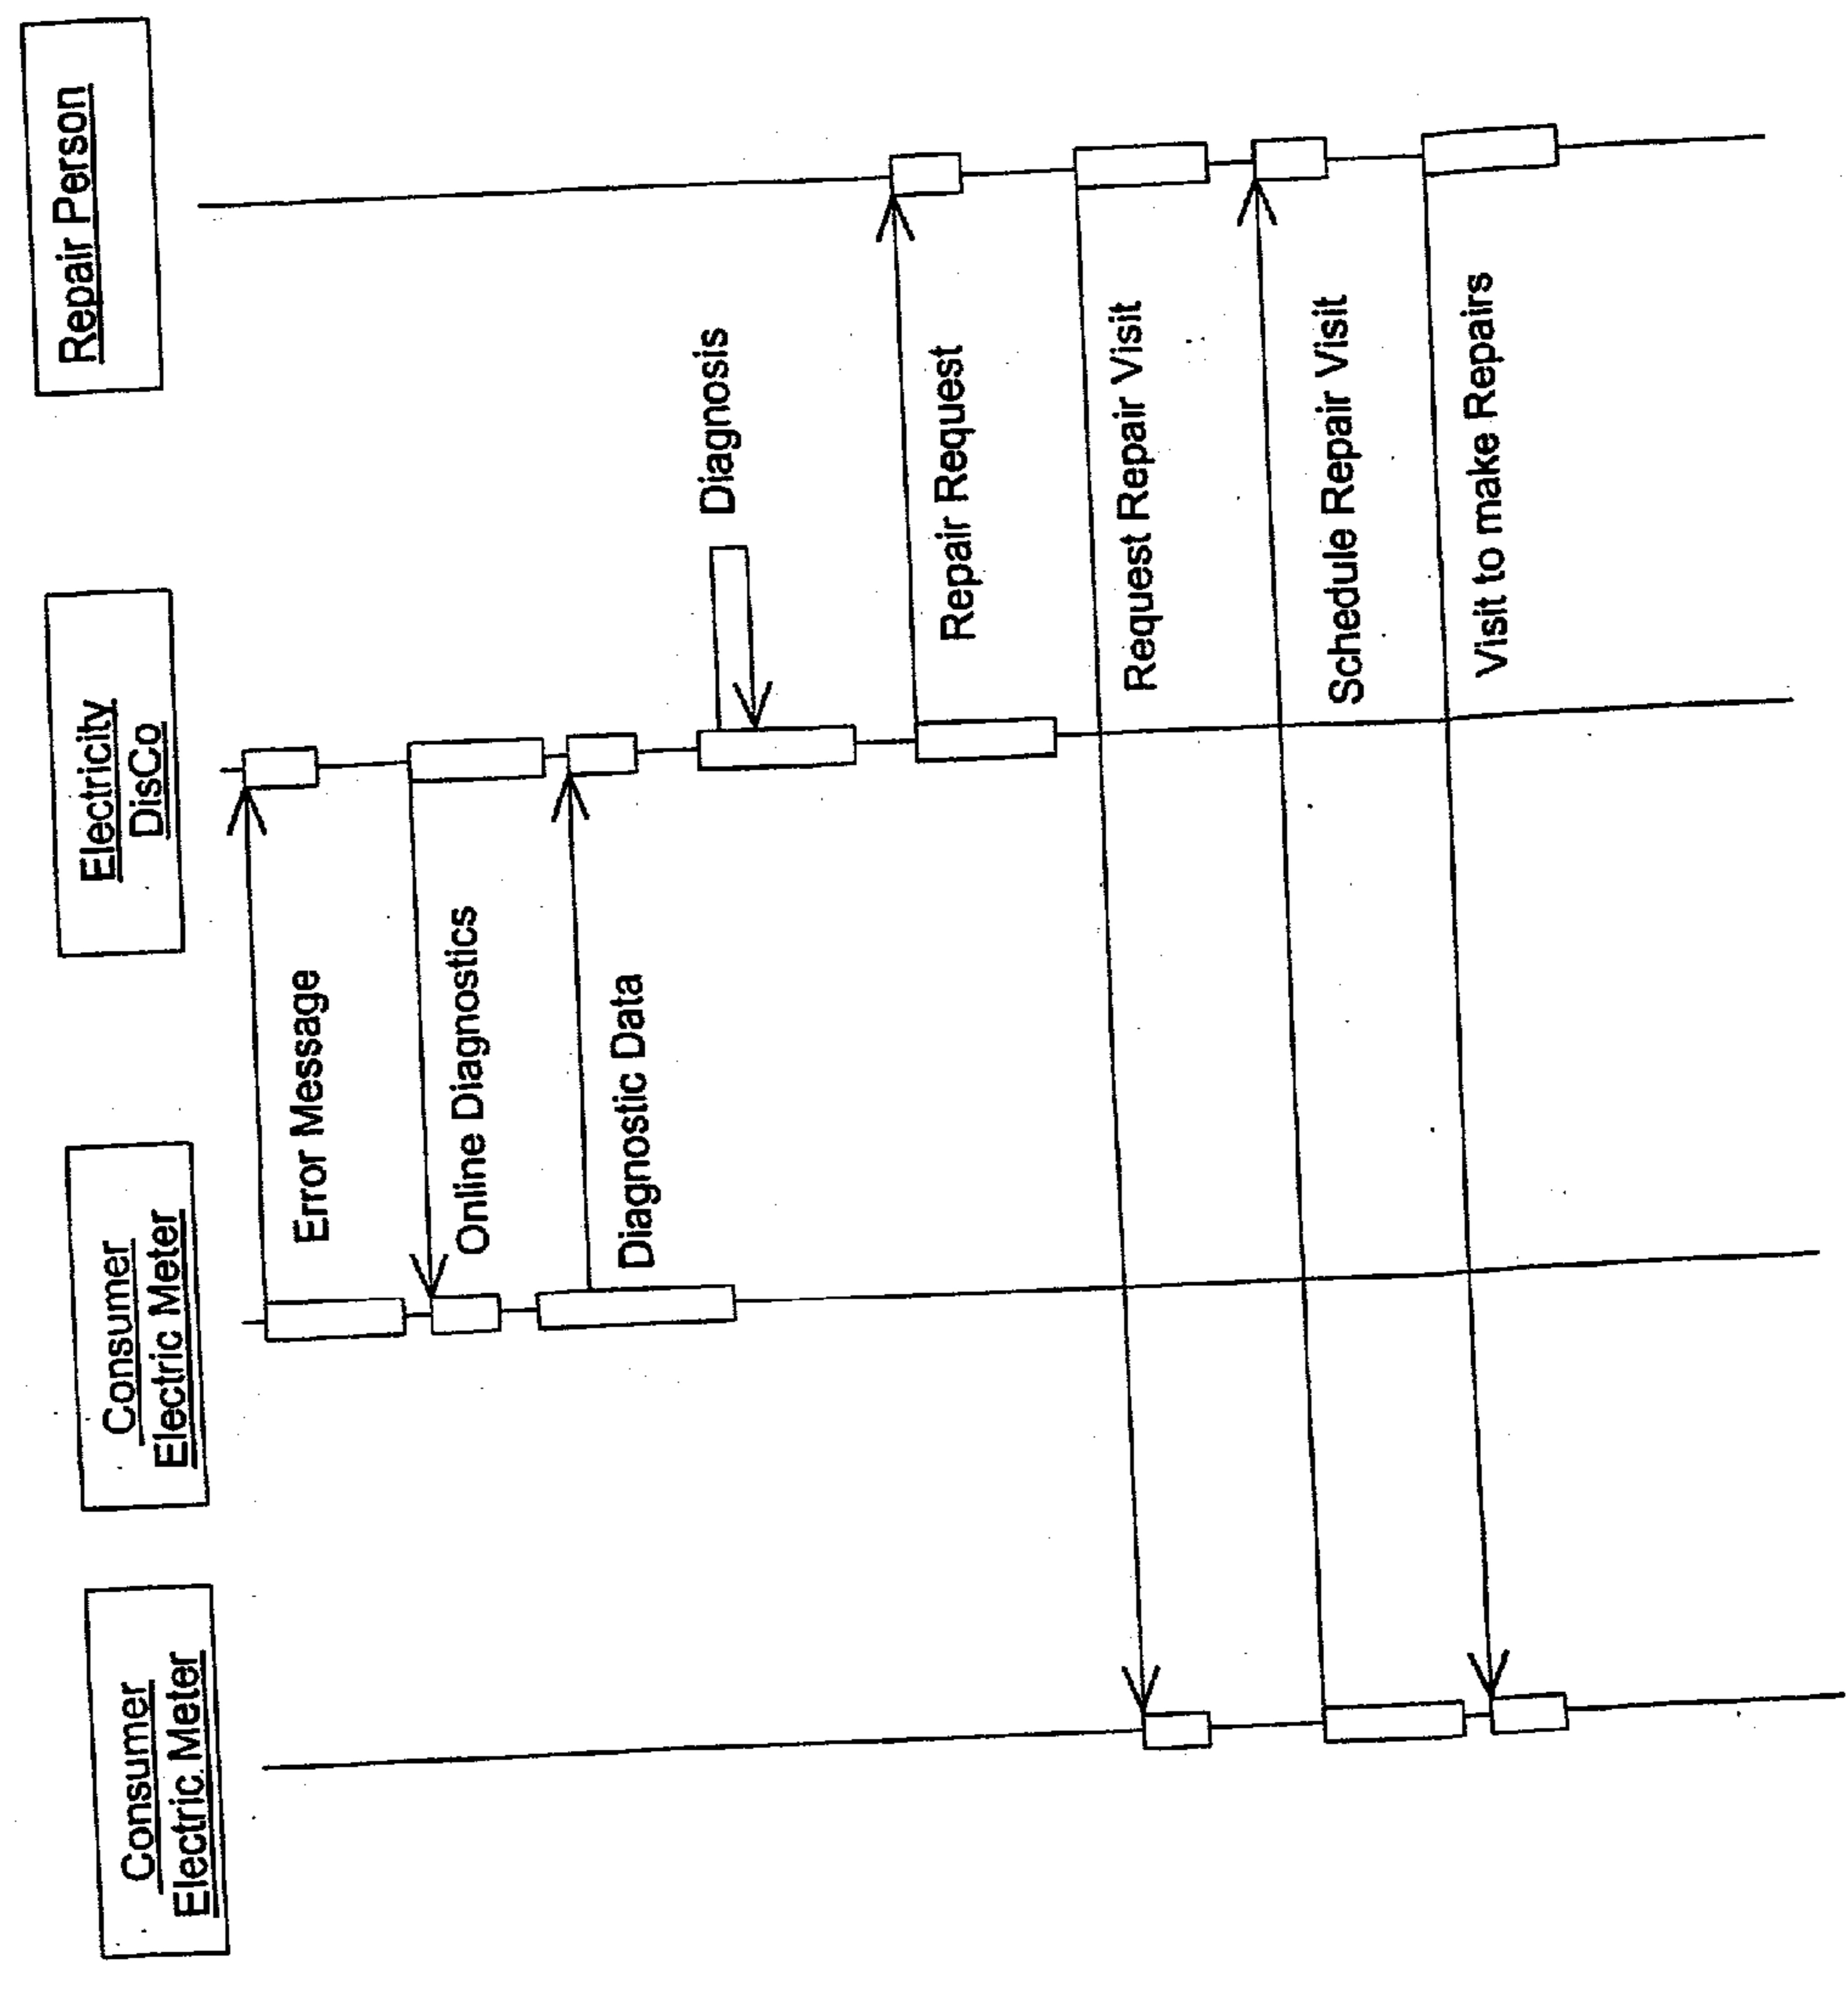 Consumer
Electric Meter
Consumer
Electric Meter
Electricity
DisCo
Repair Person
Error Message
Online Diagnostics
Diagnostic Data
Diagnosis
Repair Request
Request Repair Visit
Schedule Repair Visit
Visit to make Repairs